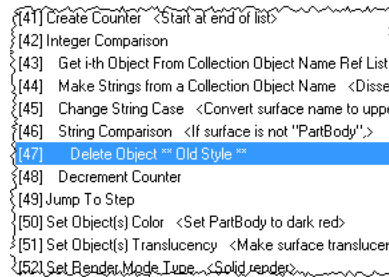 [41] Create Counter <Start at end of list>
[42] Integer Comparison
[43] Get i-th Object From Collection Object Name Ref List
[44] Make Strings from a Collection Object Name <Disse
[45] Change String Case <Convert surface name to uppe
[46] String Comparison <If surface is not "PartBody",>
[47] Delete Object ** Old Style **
[48] Decrement Counter
[49] Jump To Step
[50] Set Object(s) Color <Set PartBody to dark red>
[51] Set Object(s) Translucency <Make surface translucer
[52] Set Render Mode Type <Solid render>